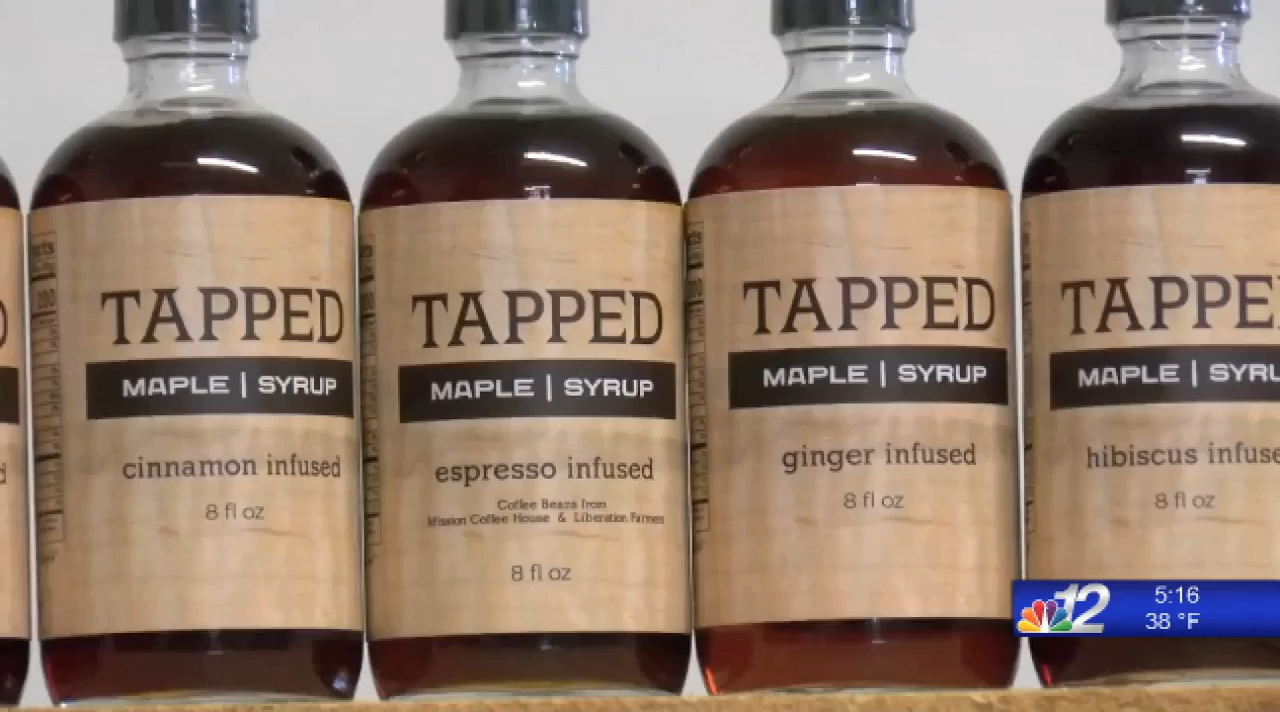 TAPPED
MAPLE | SYRUP
cinnamon infused
8 fl oz
TAPPED
MAPLE | SYRUP
espresso infused
Coffee Beans from
Mission Coffee House & Liberation Farmers
8 fl oz
TAPPED
MAPLE | SYRUP
ginger infused
8 fl oz
TAPPE
MAPLE | SYRU
hibiscus infuse
8 fl oz
12
5:16
38 °F